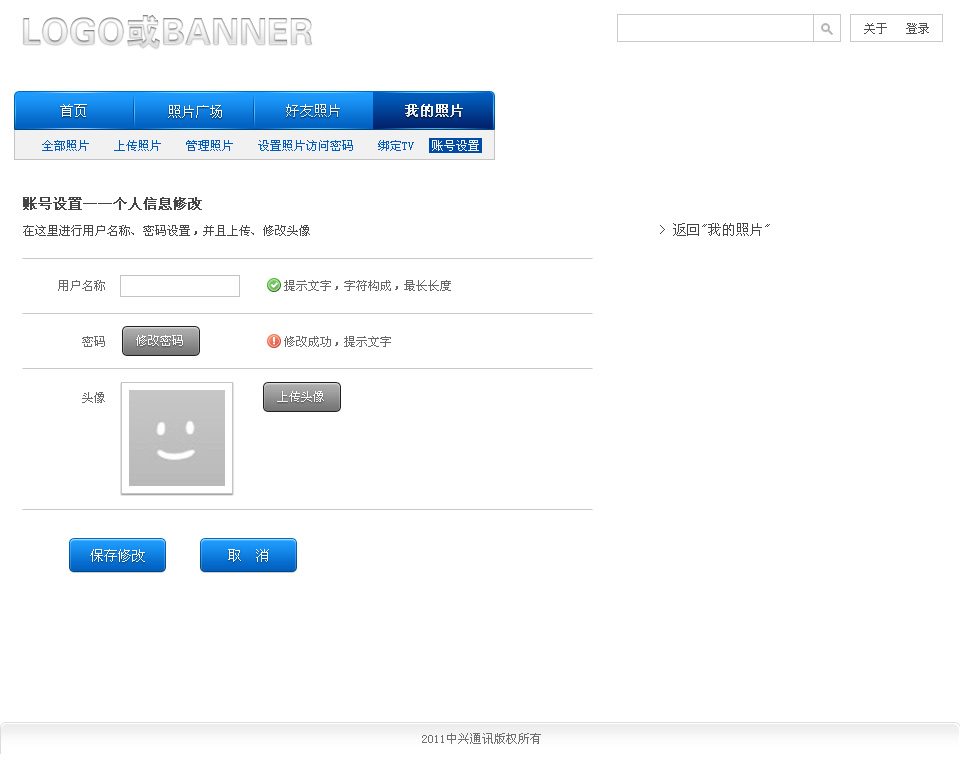 LOGO或BANNER
关于 登录
首页 照片广场 好友照片 我的照片
全部照片 上传照片 管理照片 设置照片访问密码 绑定TV 账号设置
账号设置——个人信息修改
在这里进行用户名称、密码设置，并且上传、修改头像
> 返回"我的照片"
用户名称 提示文字，字符构成，最长长度
密码 修改密码 修改成功，提示文字
头像 上传头像
保存修改 取 消
2011中兴通讯版权所有